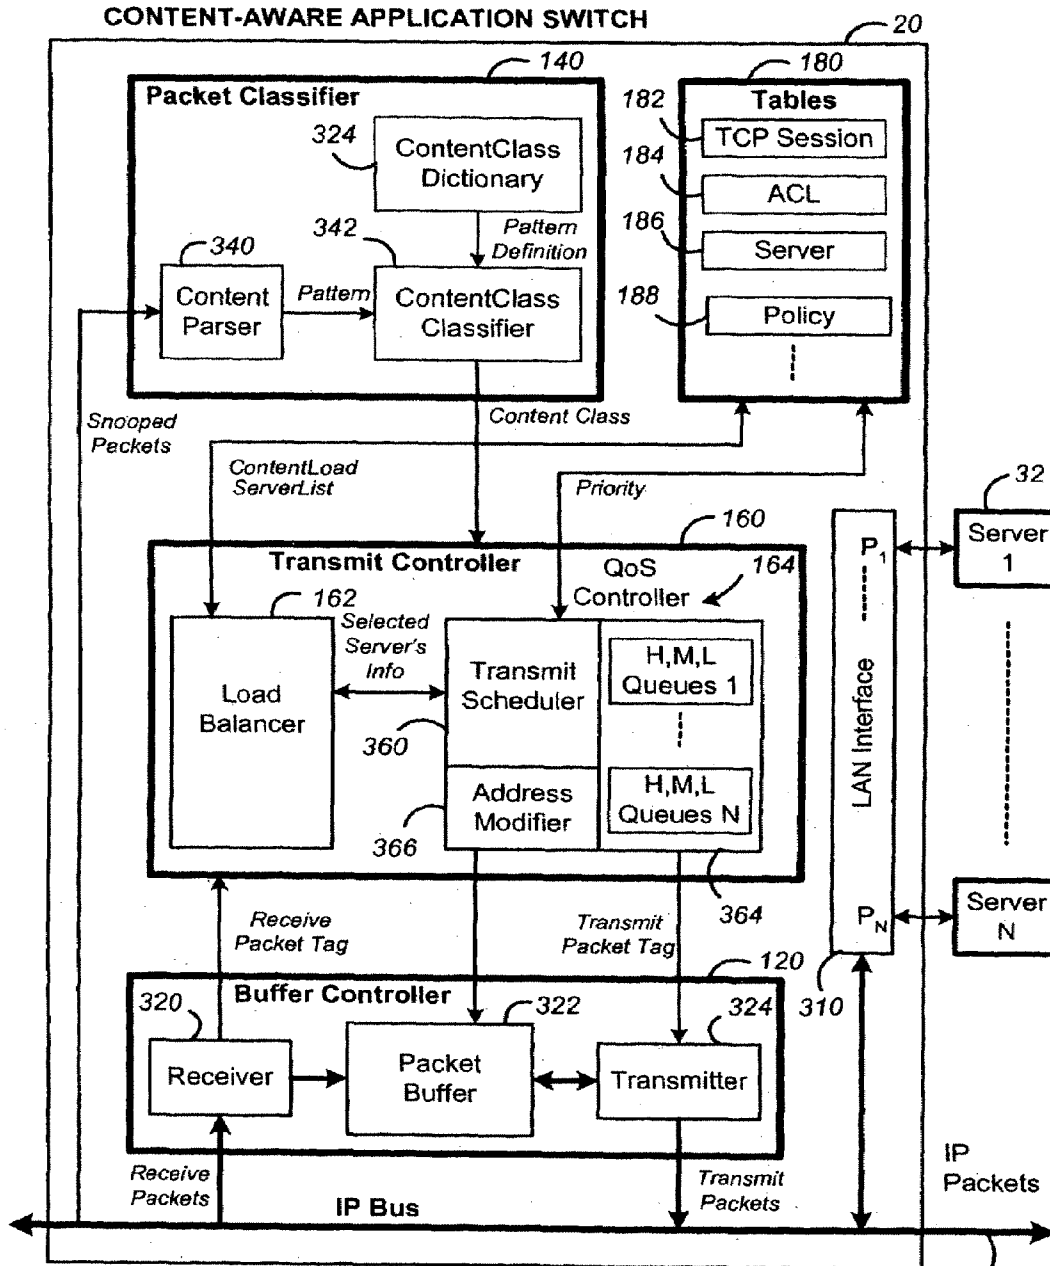 CONTENT-AWARE APPLICATION SWITCH
20
140
Packet Classifier
324
ContentClass
Dictionary
Pattern
Definition
342
340
Content
Parser
Pattern
ContentClass
Classifier
180
Tables
182
TCP Session
184
ACL
186
Server
188
Policy
Snooped
Packets
Content Class
ContentLoad
ServerList
Priority
160
Transmit Controller
QoS
Controller
164
162
Load
Balancer
Selected
Server's
Info
Transmit
Scheduler
360
Address
Modifier
366
H,M,L
Queues 1
H,M,L
Queues N
364
32
Server
1
P1
LAN Interface
PN
310
Server
N
Receive
Packet Tag
Transmit
Packet Tag
120
Buffer Controller
320
Receiver
322
Packet
Buffer
324
Transmitter
Receive
Packets
Transmit
Packets
IP Bus
IP
Packets